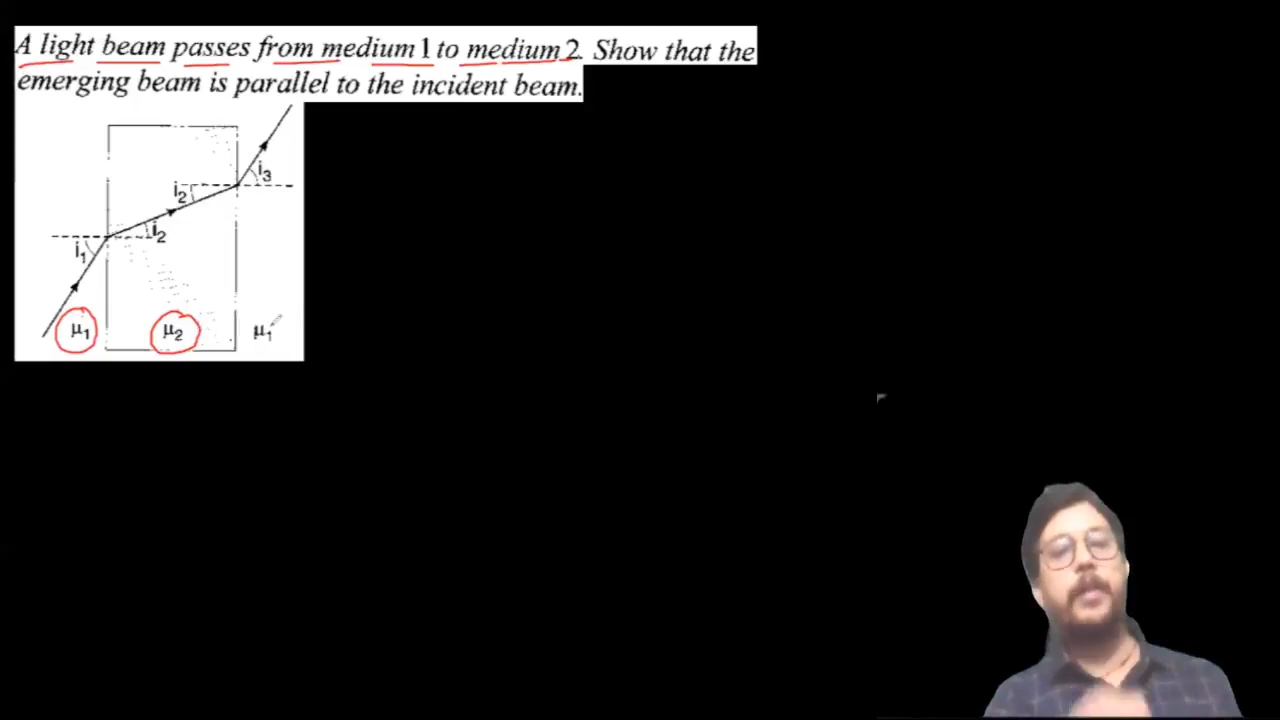 A light beam passes from medium 1 to medium 2. Show that the
emerging beam is parallel to the incident beam.
i3
i2
i2
i1
μ1
μ2
μ1